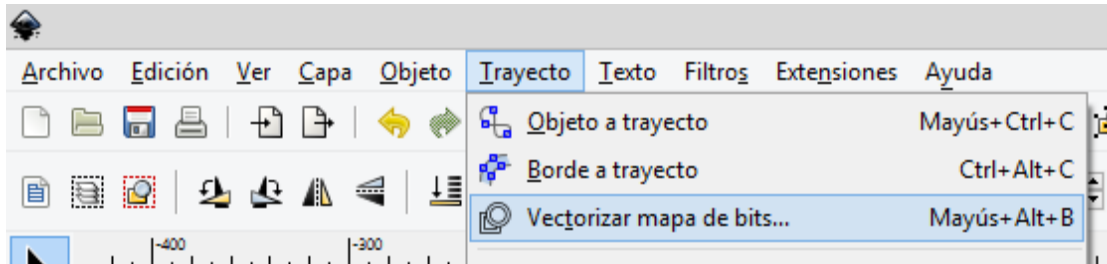 Archivo Edición Ver Capa Objeto Trayecto Texto Filtros Extensiones Ayuda
Objeto a trayecto Mayús+Ctrl+C
Borde a trayecto Ctrl+Alt+C
Vectorizar mapa de bits... Mayús+Alt+B
-400 -300